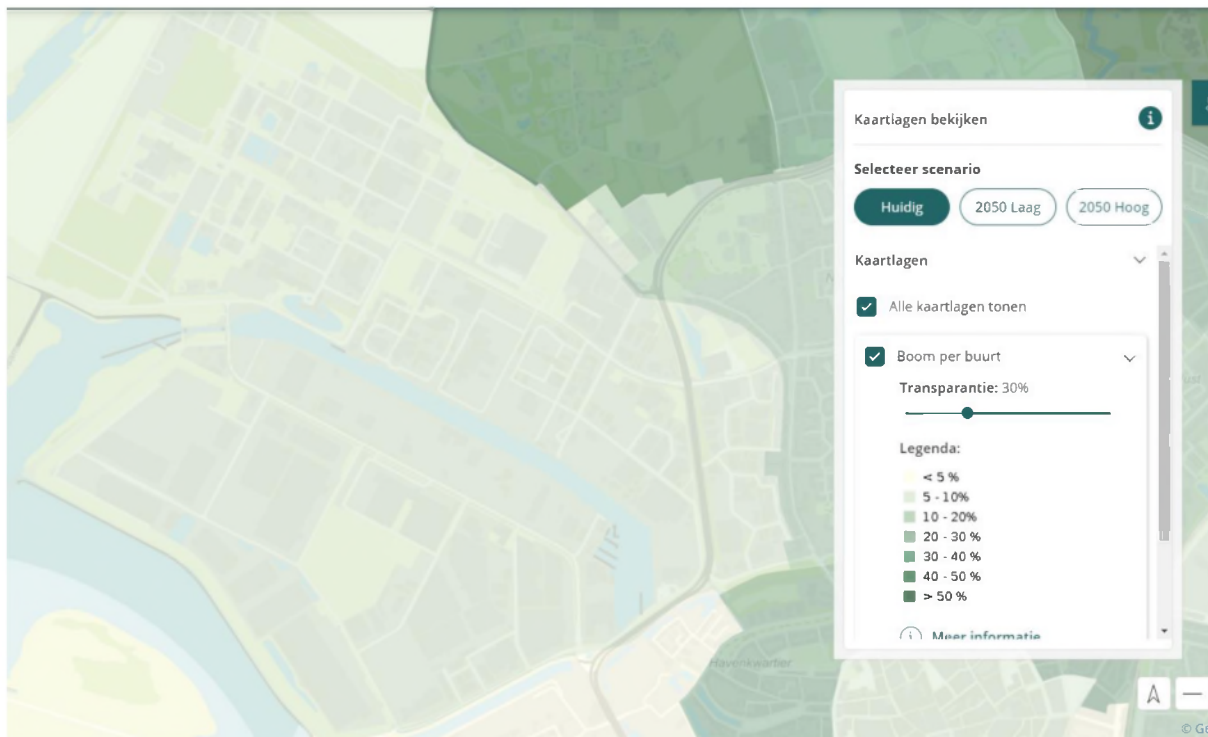 Kaartlagen bekijken
Selecteer scenario
Huidig
2050 Laag
2050 Hoog
Kaartlagen
Alle kaartlagen tonen
Boom per buurt
Transparantie: 30%
Legenda:
< 5 %
5 - 10%
10 - 20%
20 - 30 %
30 - 40 %
40 - 50 %
> 50 %
Meer informatie
Havenkwartier